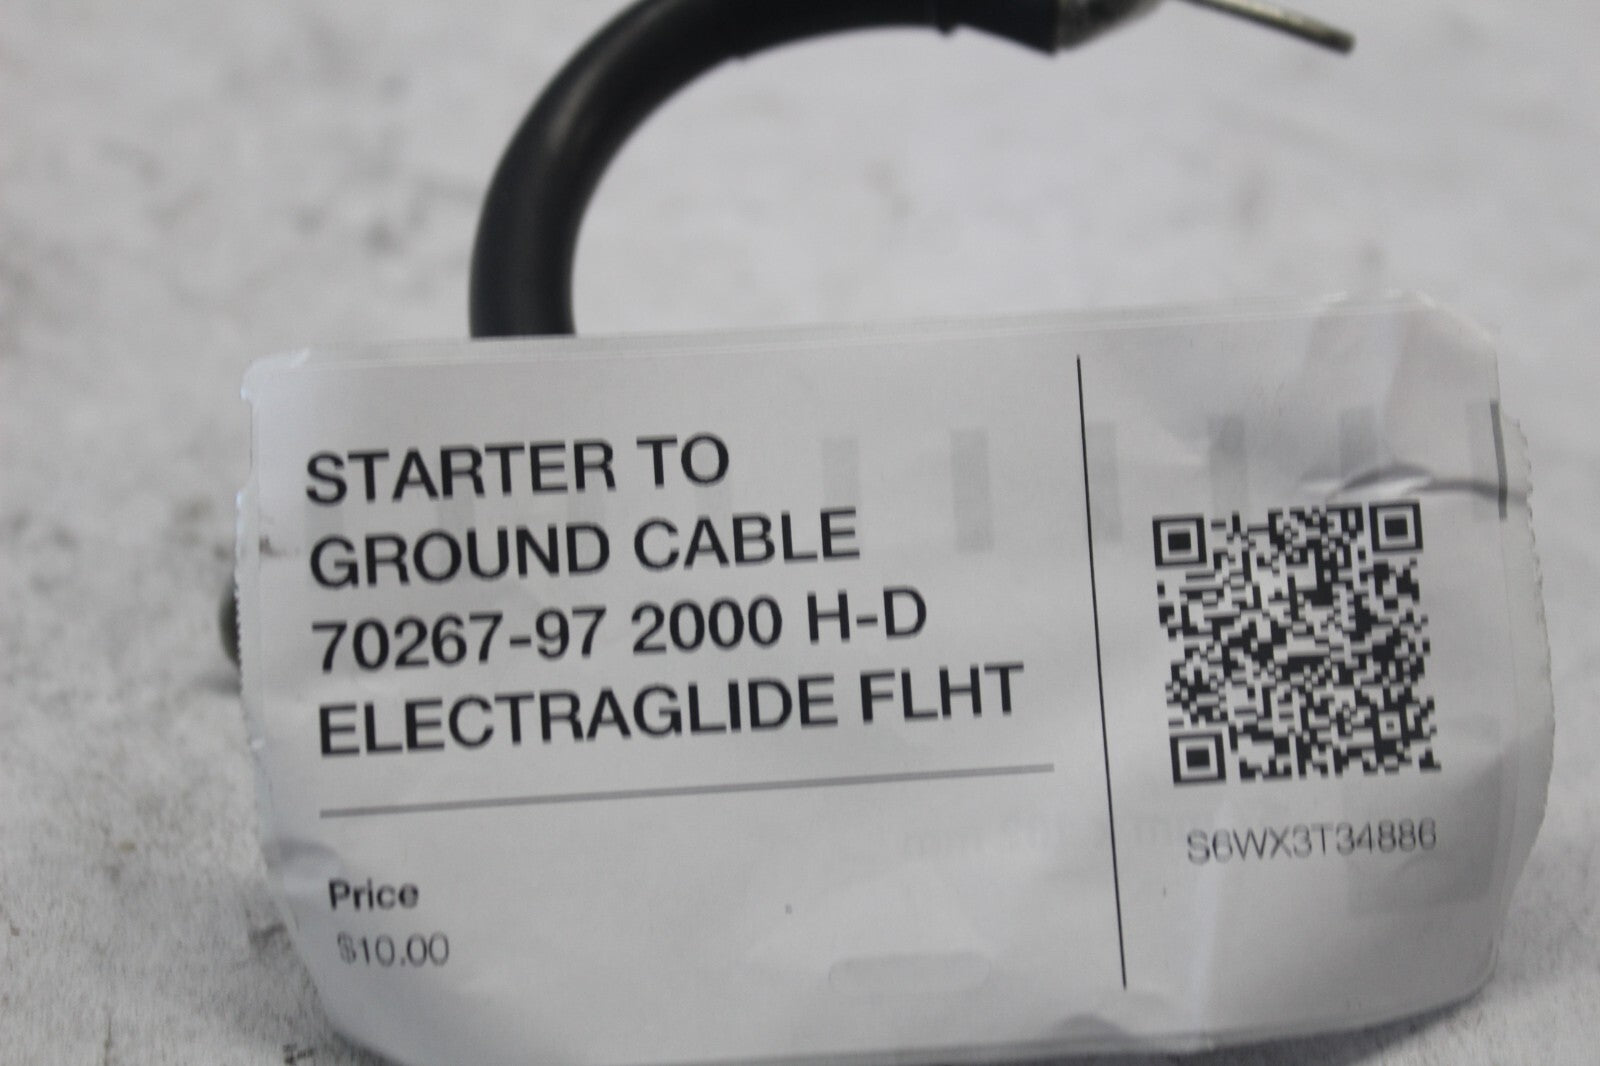 STARTER TO
GROUND CABLE
70267-97 2000 H-D
ELECTRAGLIDE FLHT
Price
$10.00
S6WX3T34886